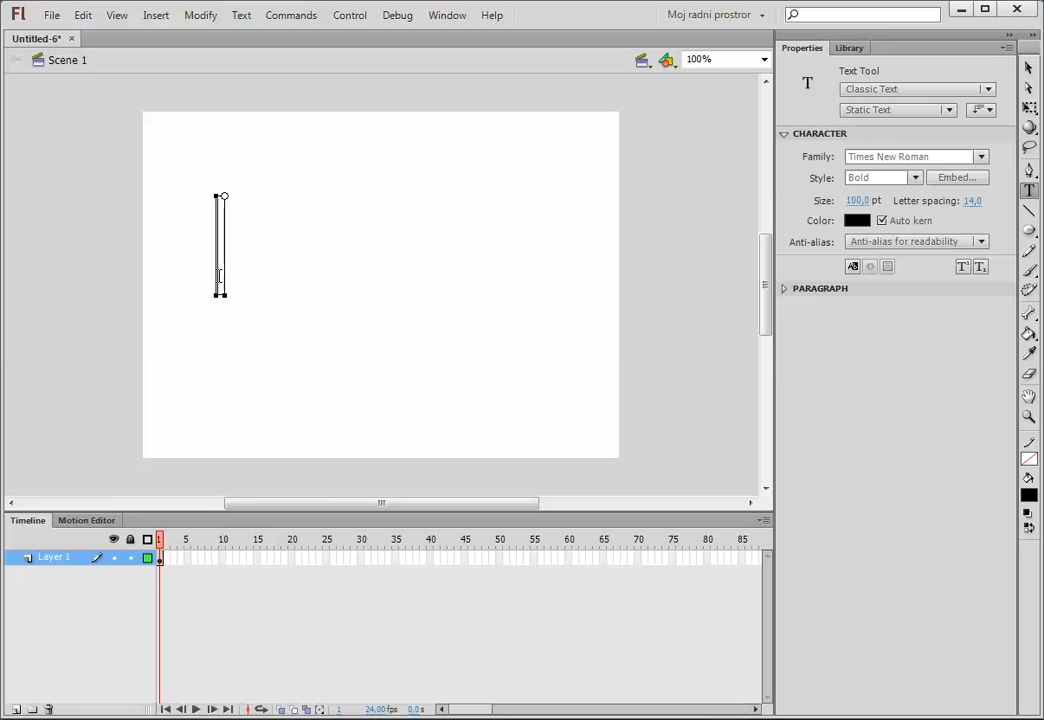 Fl File Edit View Insert Modify Text Commands Control Debug Window Help Moj radni prostor
Untitled-6*
Scene 1 100%
Properties Library
T Text Tool
Classic Text
Static Text
CHARACTER
Family: Times New Roman
Style: Bold Embed...
Size: 100,0 pt Letter spacing: 14,0
Color: Auto kern
Anti-alias: Anti-alias for readability
PARAGRAPH
Timeline Motion Editor
1 5 10 15 20 25 30 35 40 45 50 55 60 65 70 75 80 85
Layer 1
1 24,00 fps 0,0 s